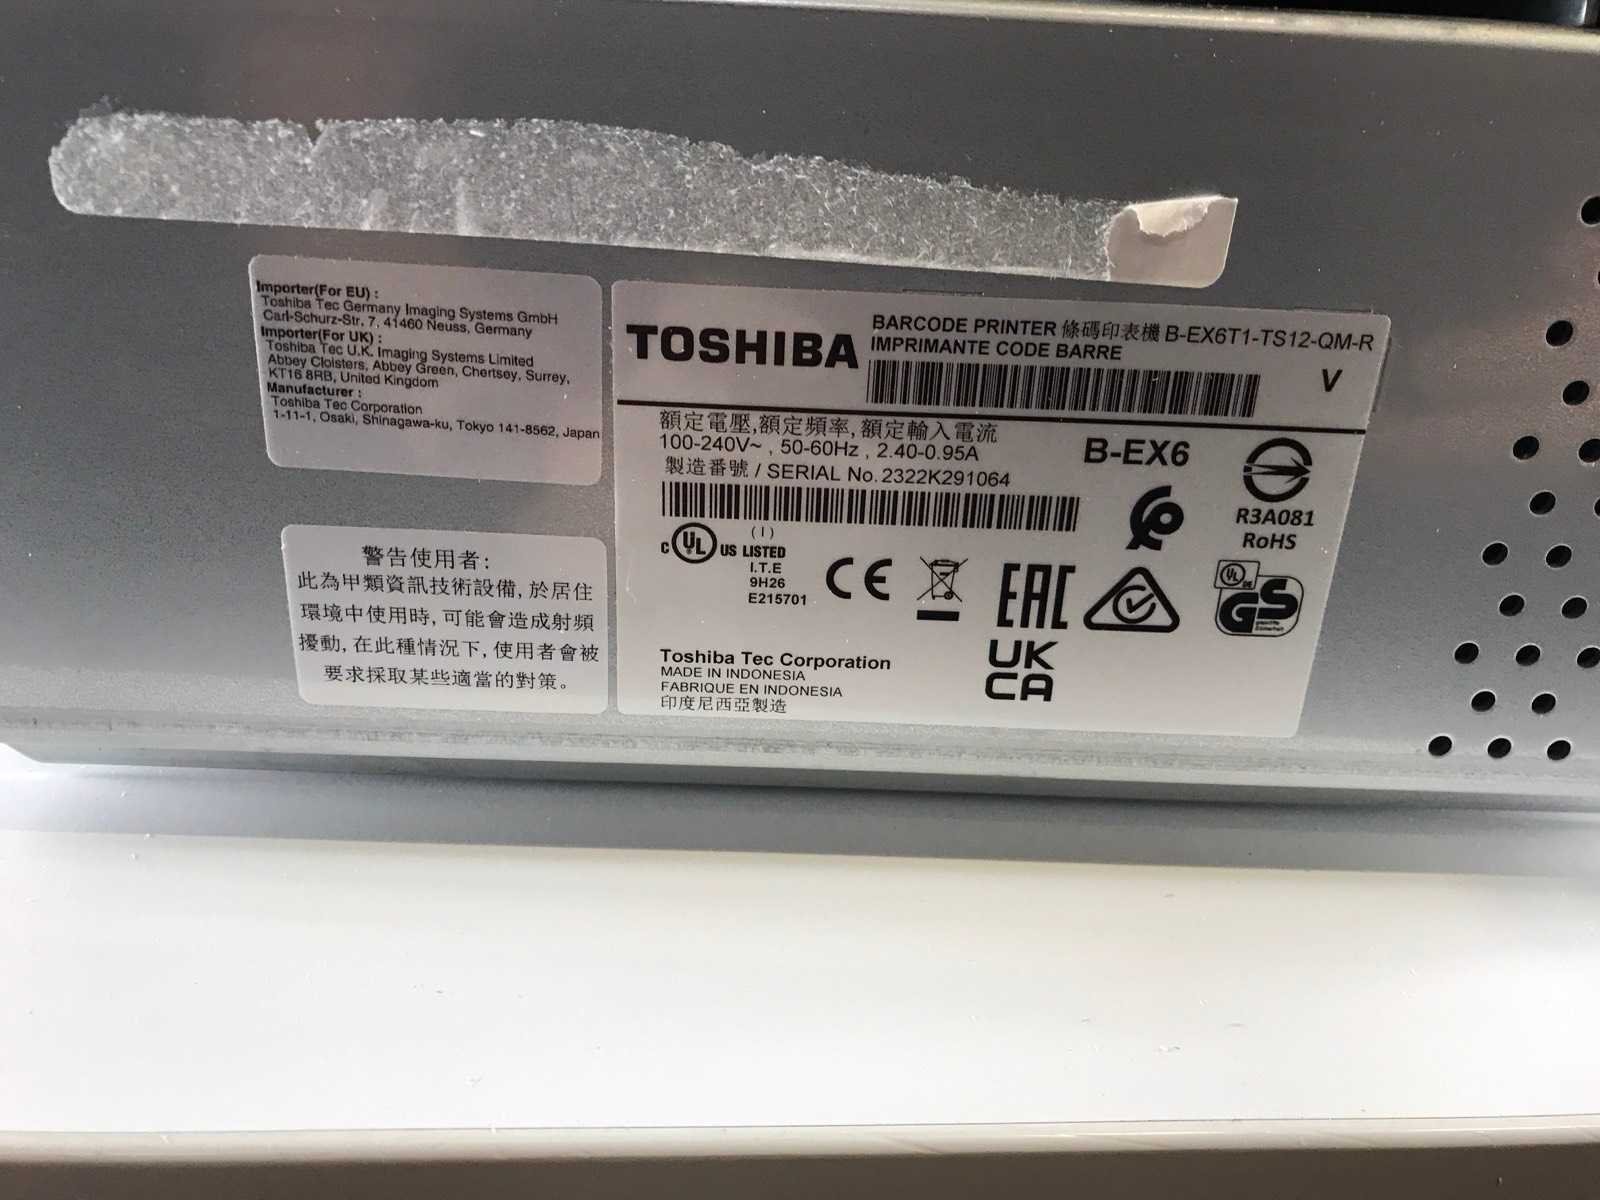 Importer(For EU) :
Toshiba Tec Germany Imaging Systems GmbH
Carl-Schurz-Str. 7, 41460 Neuss, Germany
Importer(For UK) :
Toshiba Tec U.K. Imaging Systems Limited
Abbey Cloisters, Abbey Green, Chertsey, Surrey,
KT16 8RB, United Kingdom
Manufacturer :
Toshiba Tec Corporation
1-11-1, Osaki, Shinagawa-ku, Tokyo 141-8562, Japan
警告使用者:
此為甲類資訊技術設備, 於居住
環境中使用時, 可能會造成射頻
擾動, 在此種情況下, 使用者會被
要求採取某些適當的對策。
TOSHIBA
BARCODE PRINTER 條碼印表機 B-EX6T1-TS12-QM-R
IMPRIMANTE CODE BARRE
V
額定電壓,額定頻率,額定輸入電流
100-240V~ , 50-60Hz , 2.40-0.95A
B-EX6
製造番號 / SERIAL No. 2322K291064
R3A081
RoHS
C UL US LISTED
(I)
I.T.E
9H26
E215701
CE
EAC
UL DE
GS
geprüfte
Sicherheit
UK
CA
Toshiba Tec Corporation
MADE IN INDONESIA
FABRIQUE EN INDONESIA
印度尼西亞製造